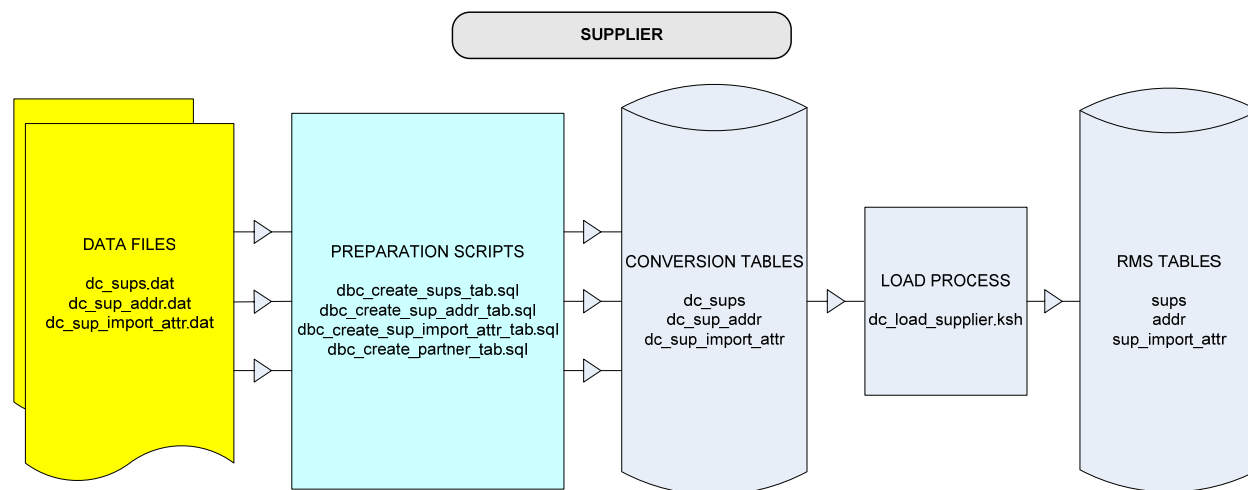 SUPPLIER
DATA FILES
dc_sups.dat
dc_sup_addr.dat
dc_sup_import_attr.dat
PREPARATION SCRIPTS
dbc_create_sups_tab.sql
dbc_create_sup_addr_tab.sql
dbc_create_sup_import_attr_tab.sql
dbc_create_partner_tab.sql
CONVERSION TABLES
dc_sups
dc_sup_addr
dc_sup_import_attr
LOAD PROCESS
dc_load_supplier.ksh
RMS TABLES
sups
addr
sup_import_attr